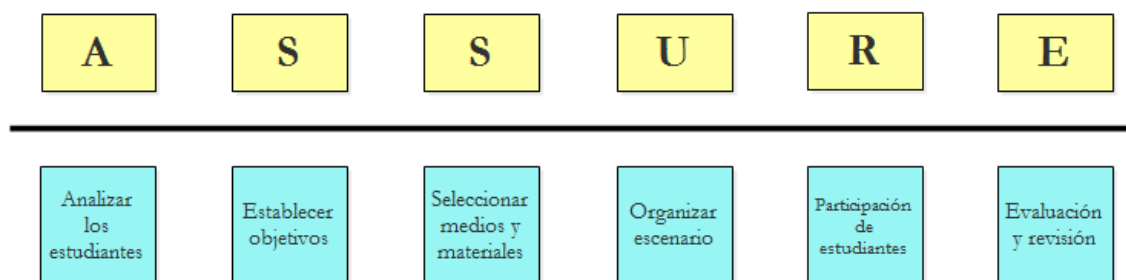 A S S U R E
Analizar
los
estudiantes
Establecer
objetivos
Seleccionar
medios y
materiales
Organizar
escenario
Participación
de
estudiantes
Evaluación
y revisión